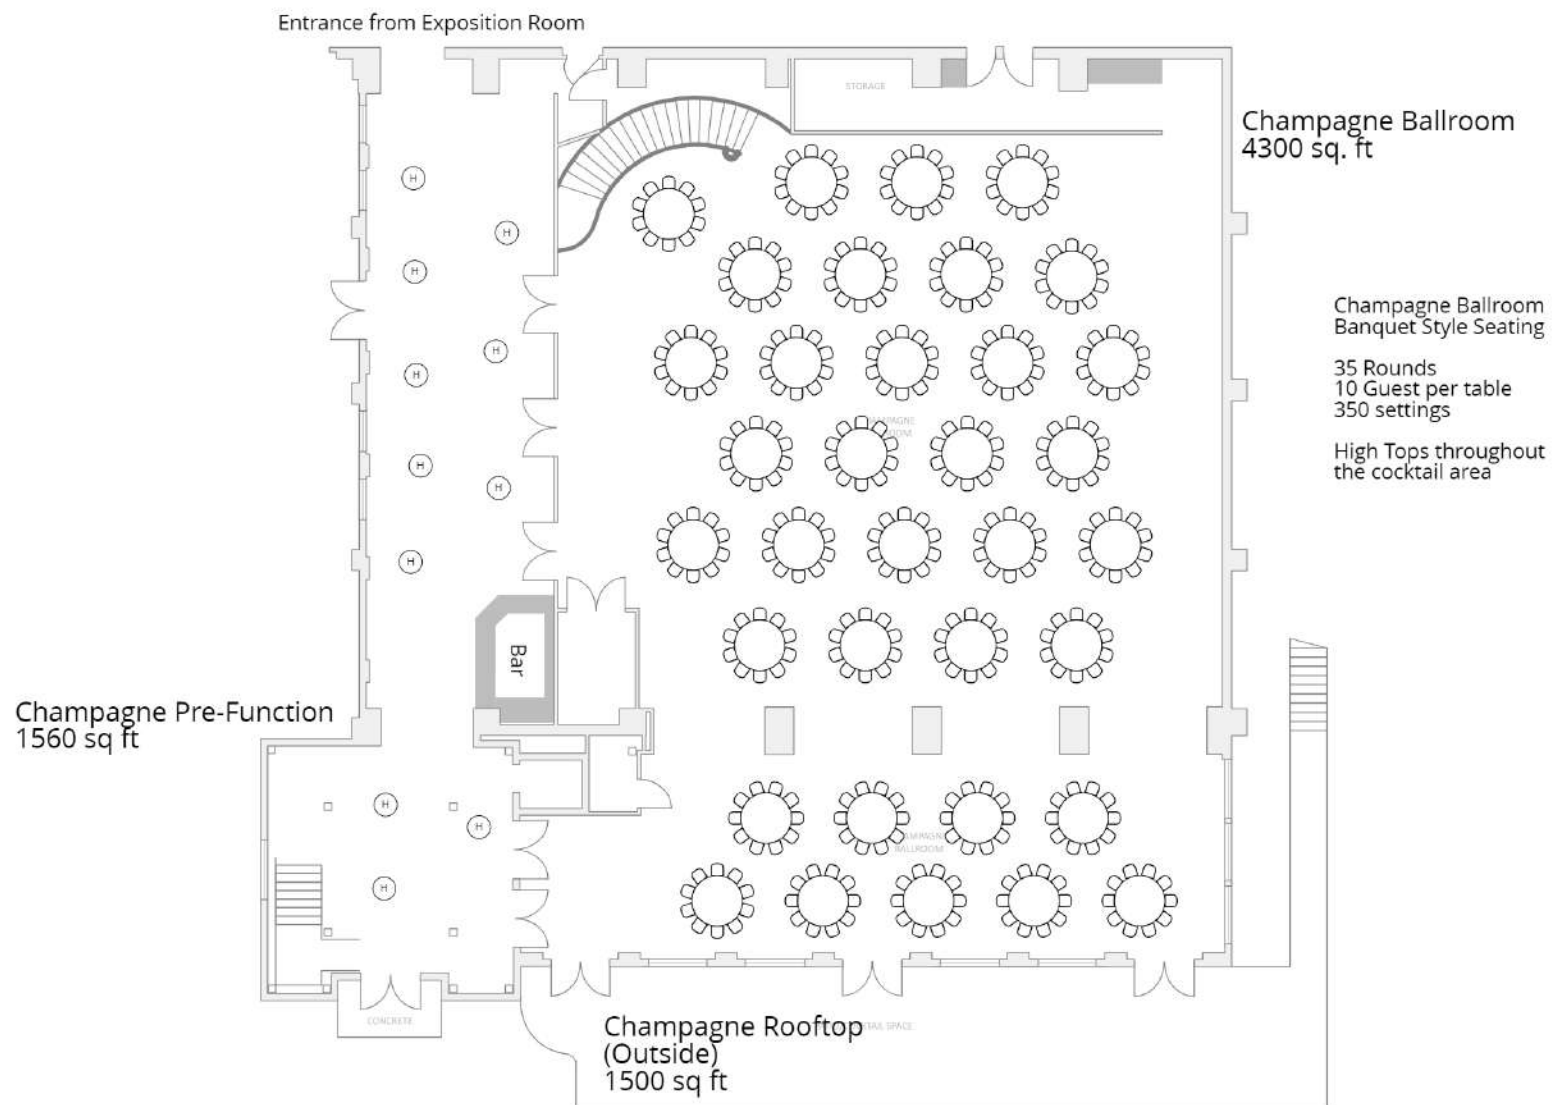 Entrance from Exposition Room
STORAGE
Champagne Ballroom
4300 sq. ft
H
H
H
Champagne Ballroom
Banquet Style Seating
35 Rounds
10 Guest per table
350 settings
High Tops throughout
the cocktail area
H
H
H
H
H
Bar
Champagne Pre-Function
1560 sq ft
H
H
BALLROOM
H
CONCRETE
Champagne Rooftop
(Outside)
1500 sq ft
SPACE